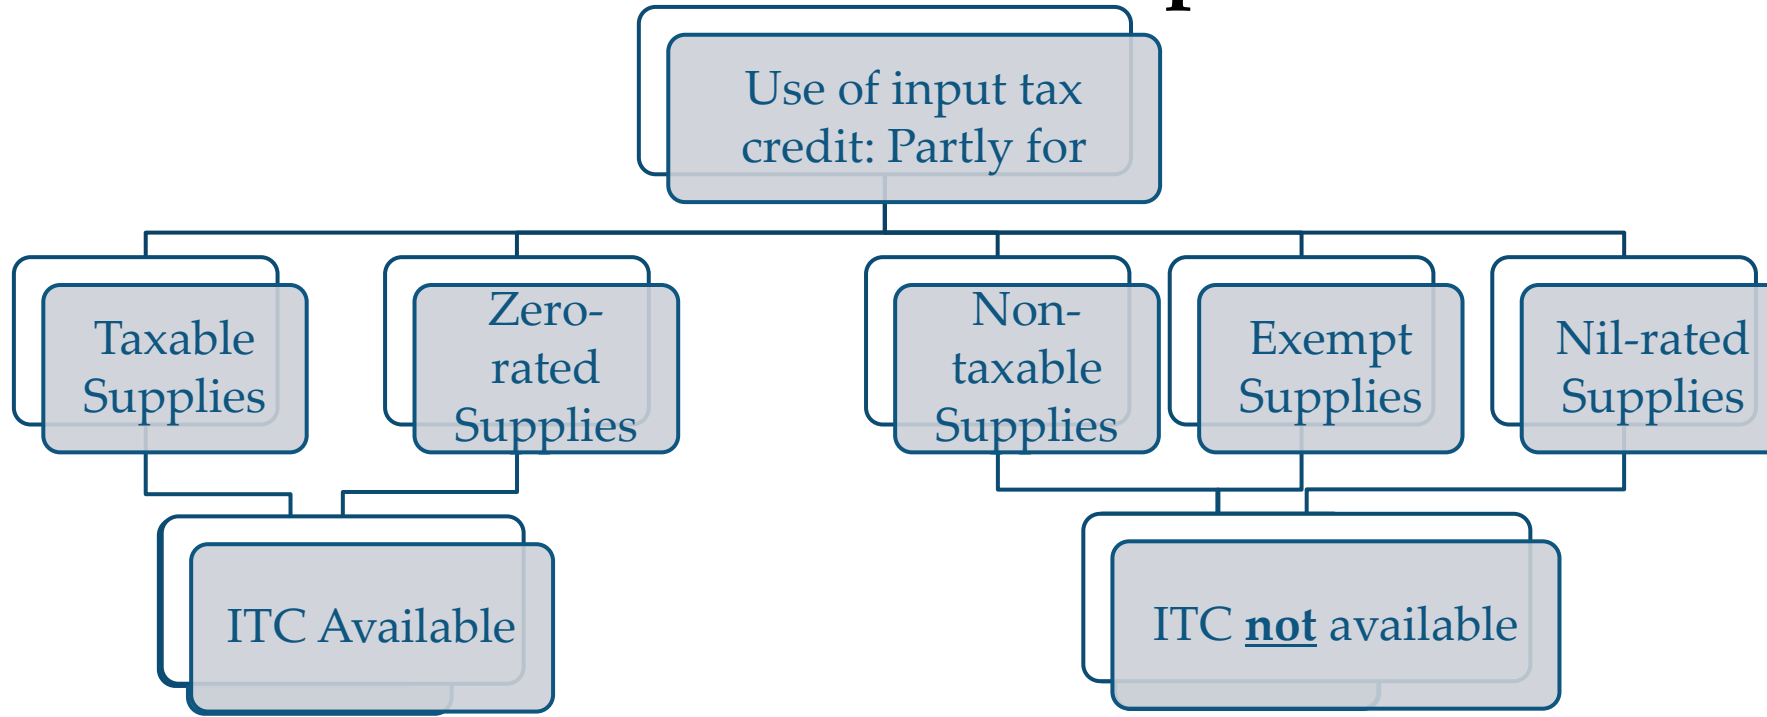 Use of input tax
credit: Partly for
Taxable
Supplies
Zero-
rated
Supplies
Non-
taxable
Supplies
Exempt
Supplies
Nil-rated
Supplies
ITC Available
ITC not available